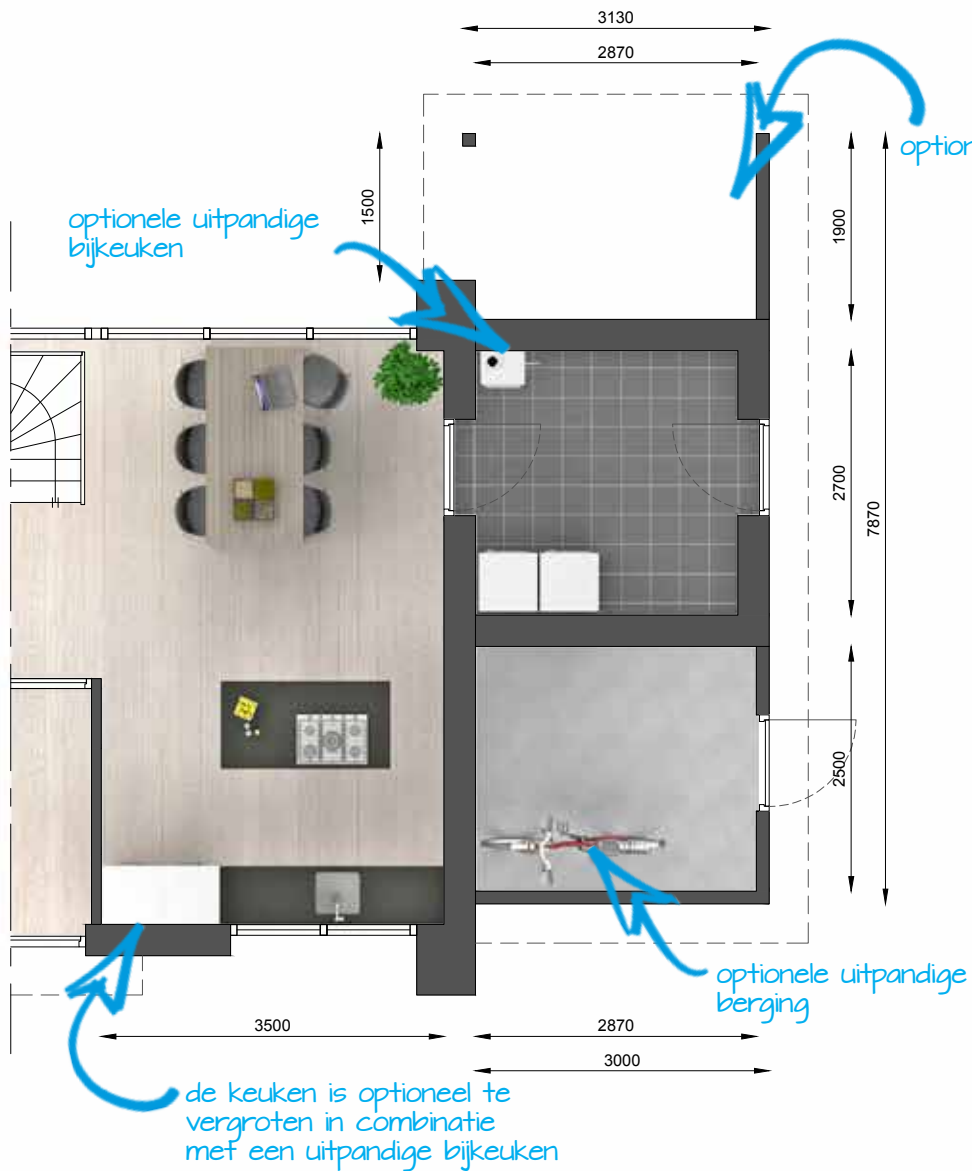 3130
2870
option
1500
1900
optionele uitpandige
bijkeuken
2700
7870
2500
optionele uitpandige
berging
3500
2870
3000
de keuken is optioneel te
vergroten in combinatie
met een uitpandige bijkeuken